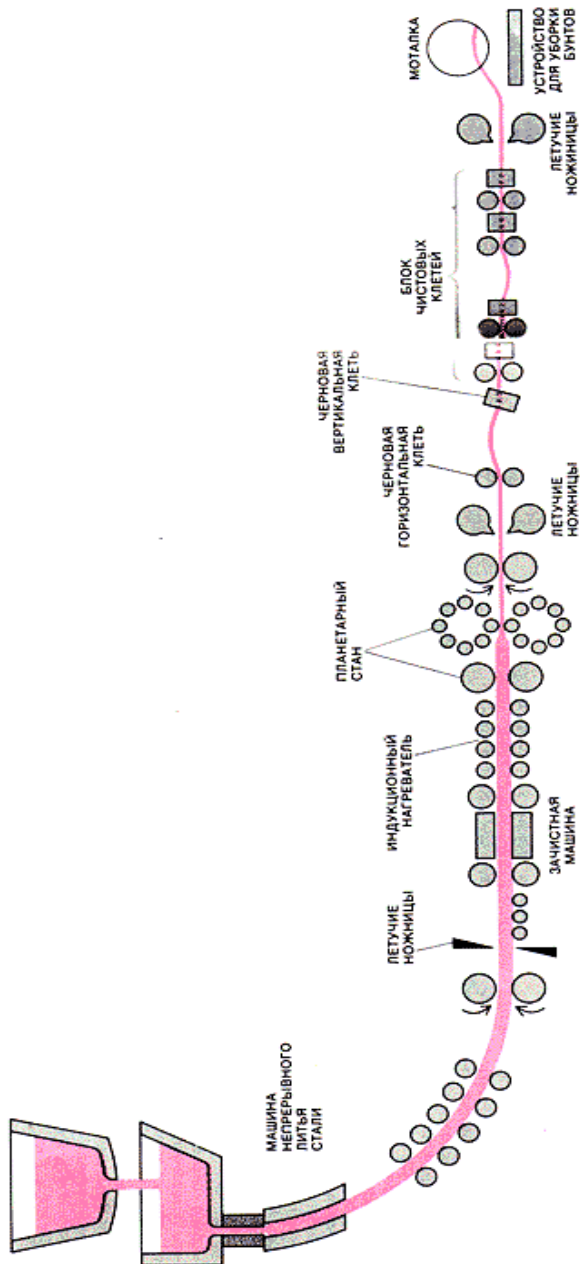 МАШИНА
НЕПРЕРЫВНОГО
ЛИТЬЯ
СТАЛИ
ЛЕТУЧИЕ
НОЖНИЦЫ
ЗАЧИСТНАЯ
МАШИНА
ИНДУКЦИОННЫЙ
НАГРЕВАТЕЛЬ
ПЛАНЕТАРНЫЙ
СТАН
ЛЕТУЧИЕ
НОЖНИЦЫ
ЧЕРНОВАЯ
ГОРИЗОНТАЛЬНАЯ
КЛЕТЬ
ЧЕРНОВАЯ
ВЕРТИКАЛЬНАЯ
КЛЕТЬ
БЛОК
ЧИСТОВЫХ
КЛЕТЕЙ
ЛЕТУЧИЕ
НОЖИНИЦЫ
МОТАЛКА
УСТРОЙСТВО
ДЛЯ УБОРКИ
БУНТОВ